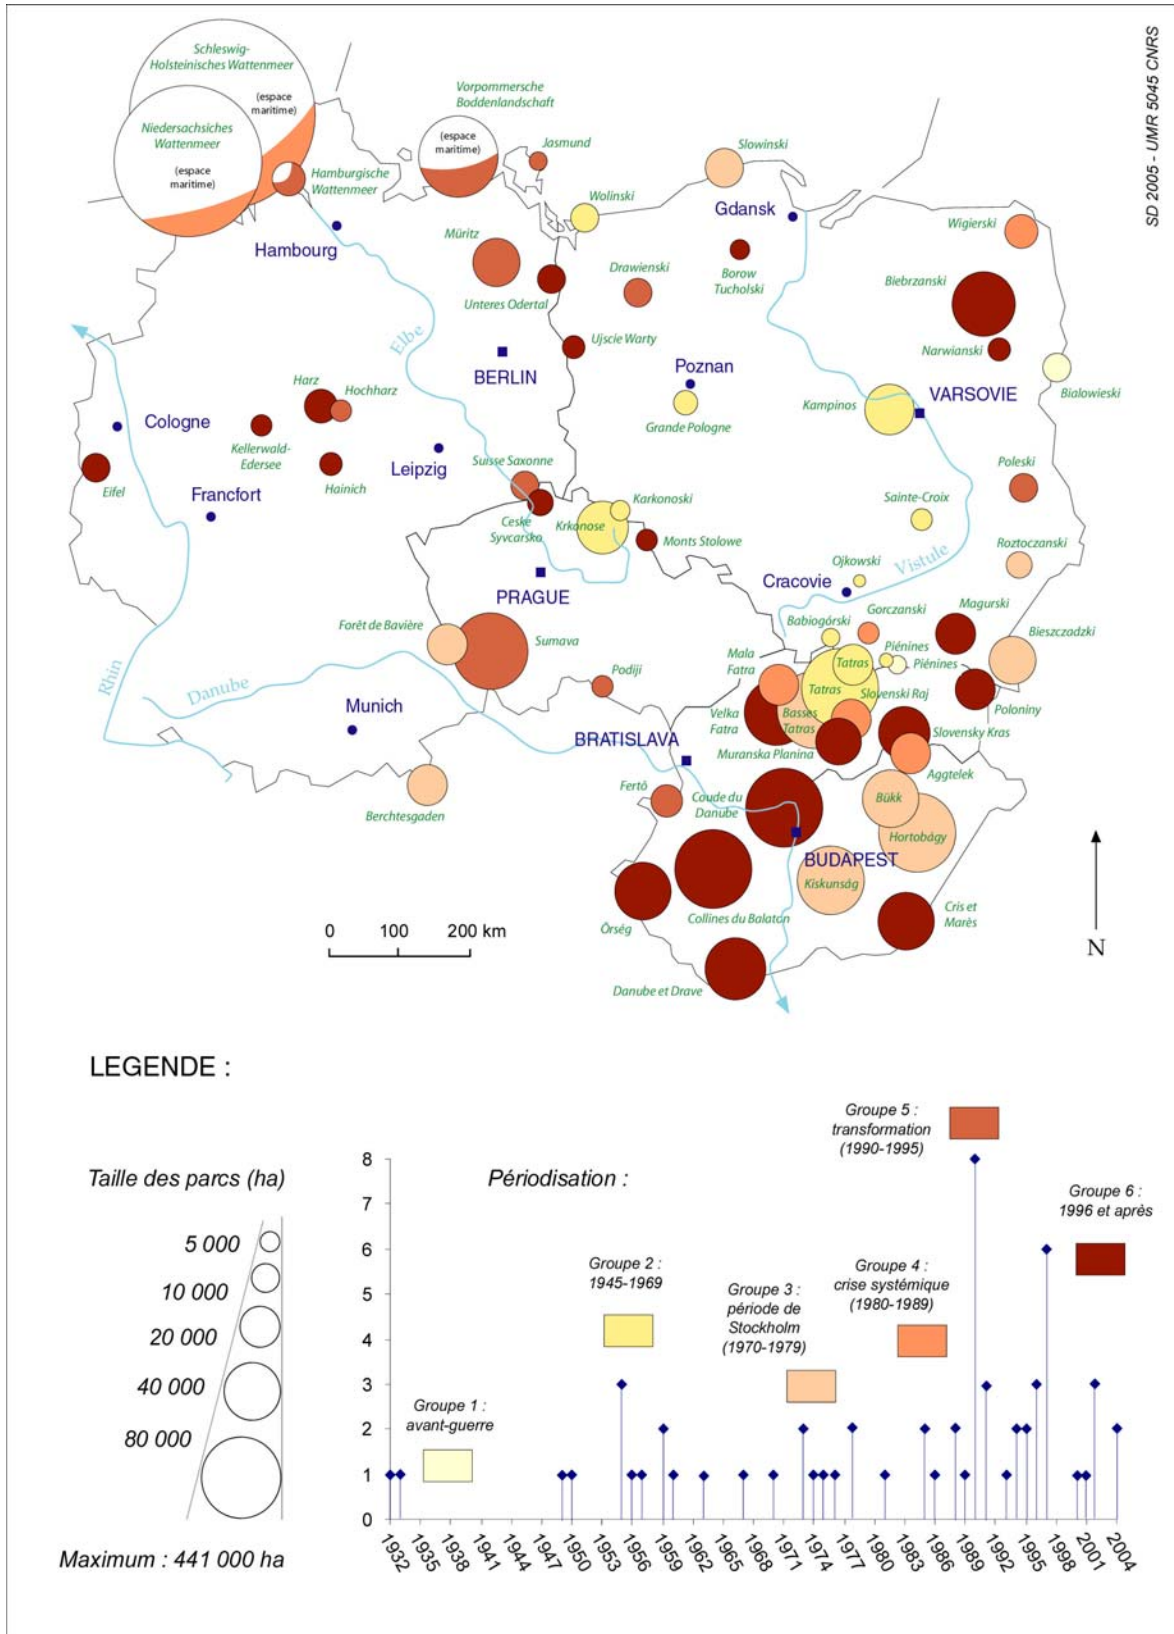 SD 2005 - UMR 5045 CNRS
Schleswig-
Holsteinisches Wattenmeer
(espace
maritime)
Niedersachsiches
Wattenmeer
(espace
maritime)
Hamburgische
Wattenmeer
Vorpommersche
Boddenlandschaft
(espace
maritime)
Jasmund
Wolinski
Slowinski
Gdansk
Wigierski
Hambourg
Müritz
Unteres Odertal
Drawienski
Borow
Tucholski
Biebrzanski
Narwianski
Bialowieski
Elbe
BERLIN
Ujscie Warty
Poznan
Grande Pologne
Kampinos
VARSOVIE
Harz
Hochharz
Cologne
Kellerwald-
Edersee
Hainich
Leipzig
Eifel
Francfort
Suisse Saxonne
Ceske
Syvcarsko
Krkonose
Karkonoski
Monts Stolowe
Sainte-Croix
Poleski
Roztoczanski
Vistule
Ojkowski
Cracovie
PRAGUE
Forêt de Bavière
Sumava
Podiji
Babiogórski
Gorczanski
Magurski
Bieszczadzki
Piénines
Piénines
Mala
Fatra
Tatras
Tatras
Slovenski Raj
Poloniny
Velka
Fatra
Basses
Tatras
Muranska Planina
Slovensky Kras
Aggtelek
Rhin
Danube
Munich
BRATISLAVA
Berchtesgaden
Fertö
Coude du
Danube
Bükk
Hortobágy
BUDAPEST
Kiskunság
Örség
Collines du Balaton
Cris et
Marès
Danube et Drave
0 100 200 km
N
LEGENDE :
Taille des parcs (ha)
5 000
10 000
20 000
40 000
80 000
Maximum : 441 000 ha
Périodisation :
Groupe 1 :
avant-guerre
Groupe 2 :
1945-1969
Groupe 3 :
période de
Stockholm
(1970-1979)
Groupe 4 :
crise systémique
(1980-1989)
Groupe 5 :
transformation
(1990-1995)
Groupe 6 :
1996 et après
8
7
6
5
4
3
2
1
0
1932 1935 1938 1941 1944 1947 1950 1953 1956 1959 1962 1965 1968 1971 1974 1977 1980 1983 1986 1989 1992 1995 1998 2001 2004